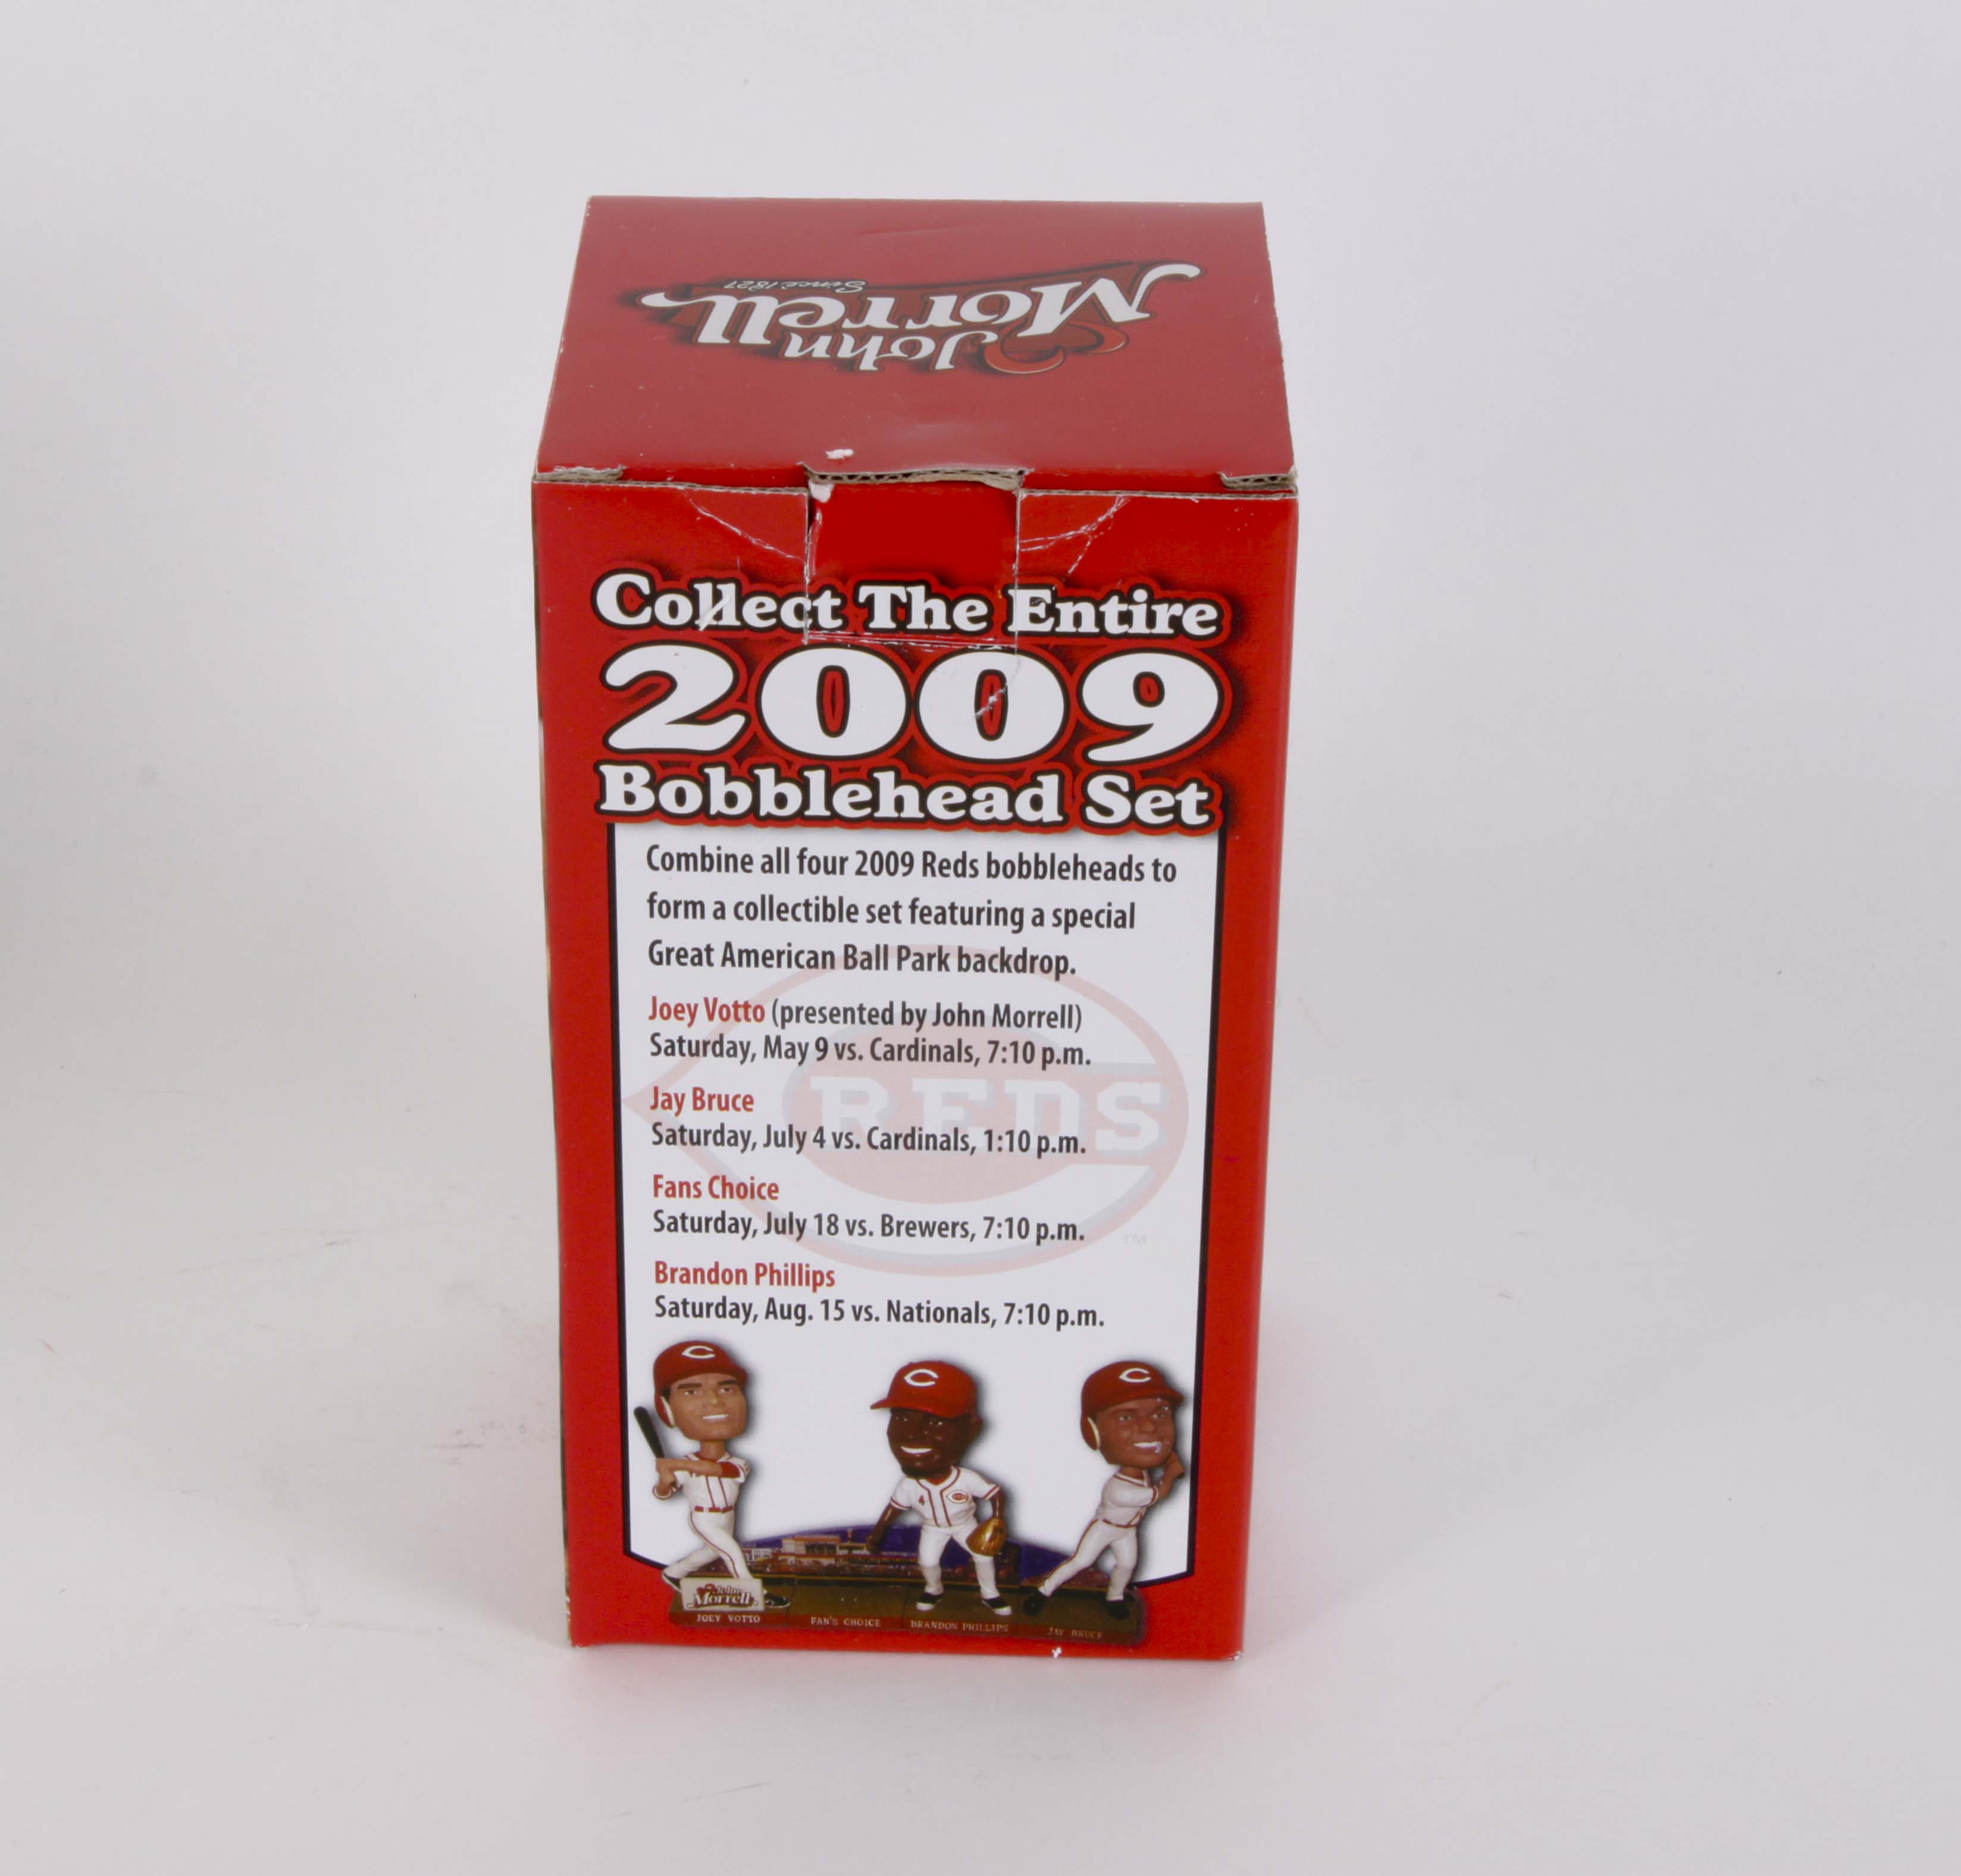 John
Morrell
Since 1827
Collect The Entire
2009
Bobblehead Set
Combine all four 2009 Reds bobbleheads to
form a collectible set featuring a special
Great American Ball Park backdrop.
Joey Votto (presented by John Morrell)
Saturday, May 9 vs. Cardinals, 7:10 p.m.
Jay Bruce
Saturday, July 4 vs. Cardinals, 1:10 p.m.
Fans Choice
Saturday, July 18 vs. Brewers, 7:10 p.m.
Brandon Phillips
Saturday, Aug. 15 vs. Nationals, 7:10 p.m.
REDS
TM
C
C
C
4
John
Morrell
JOEY VOTTO
FAN'S CHOICE
BRANDON PHILLIPS
JAY BRUCE